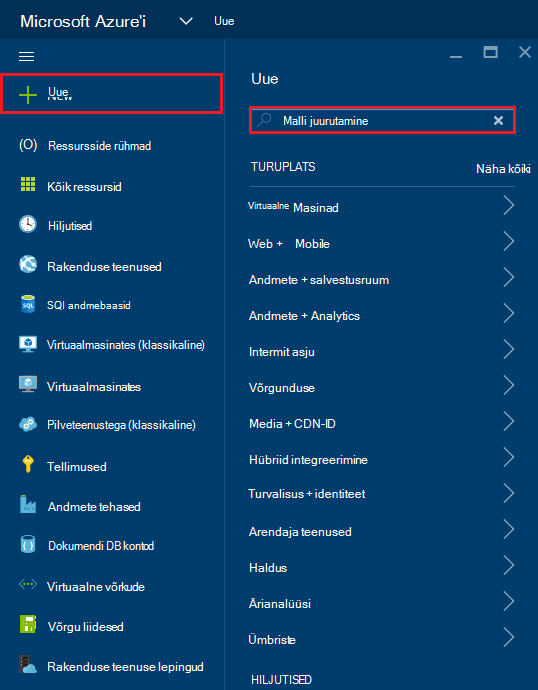 Microsoft Azure'i
Uue
Uue
New
(O) Ressursside rühmad
Kõik ressursid
Hiljutised
Rakenduse teenused
SQL
SQl andmebaasid
Virtuaalmasinates (klassikaline)
Virtuaalmasinates
Pilveteenustega (klassikaline)
Tellimused
Andmete tehased
Dokumendi DB kontod
Virtuaalne võrkude
Võrgu liidesed
Rakenduse teenuse lepingud
Uue
Malli juurutamine
TURUPLATS
Näha kõiki
Virtuaalne Masinad
Web + Mobile
Andmete + salvestusruum
Andmete + Analytics
Intermit asju
Võrgunduse
Media + CDN-ID
Hübriid integreerimine
Turvalisus + identiteet
Arendaja teenused
Haldus
Ärianalüüsi
Ümbriste
HILJUTISED